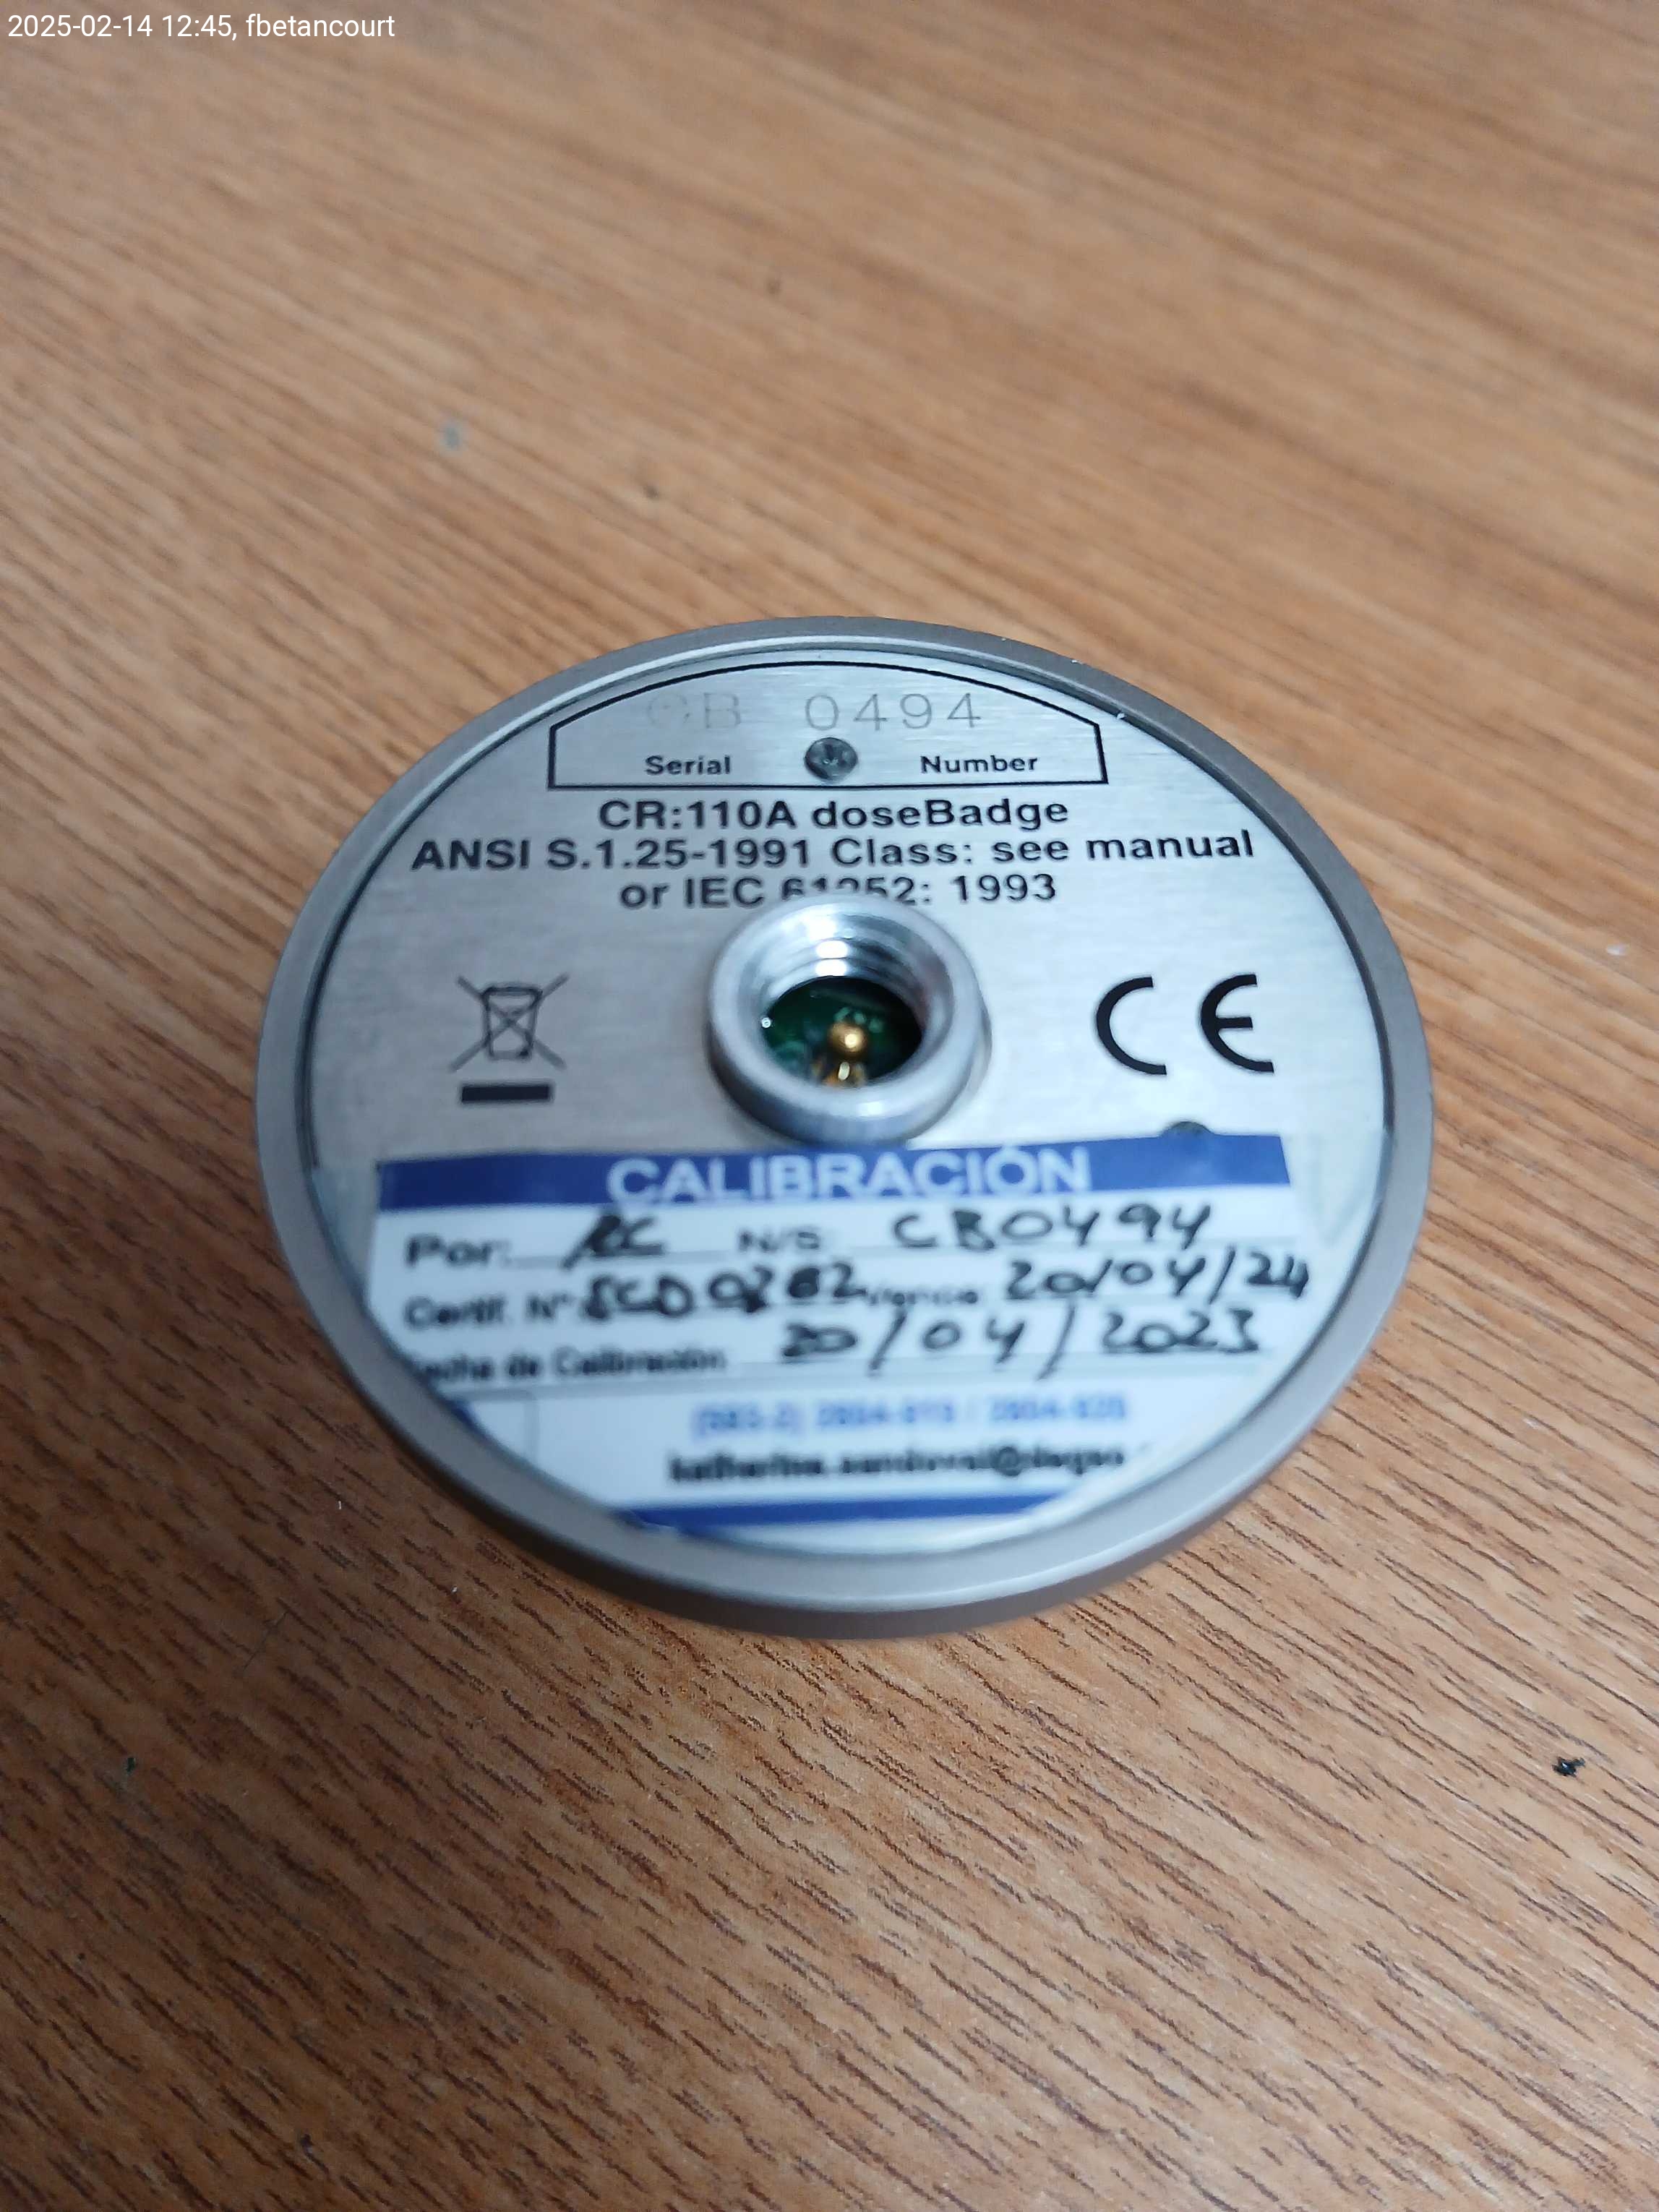 2025-02-14 12:45, fbetancourt
CB 0494
Serial Number
CR:110A doseBadge
ANSI S.1.25-1991 Class: see manual
or IEC 61252: 1993
CE
CALIBRACIÓN
Por: N/S: CB0494
Certif. N° 20/04/24
Fecha de Calibración 20/04/2023